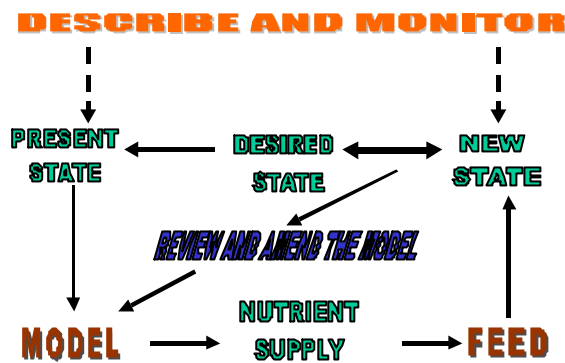 DESCRIBE AND MONITOR
PRESENT
STATE
DESIRED
STATE
NEW
STATE
REVIEW AND AMEND THE MODEL
MODEL
NUTRIENT
SUPPLY
FEED